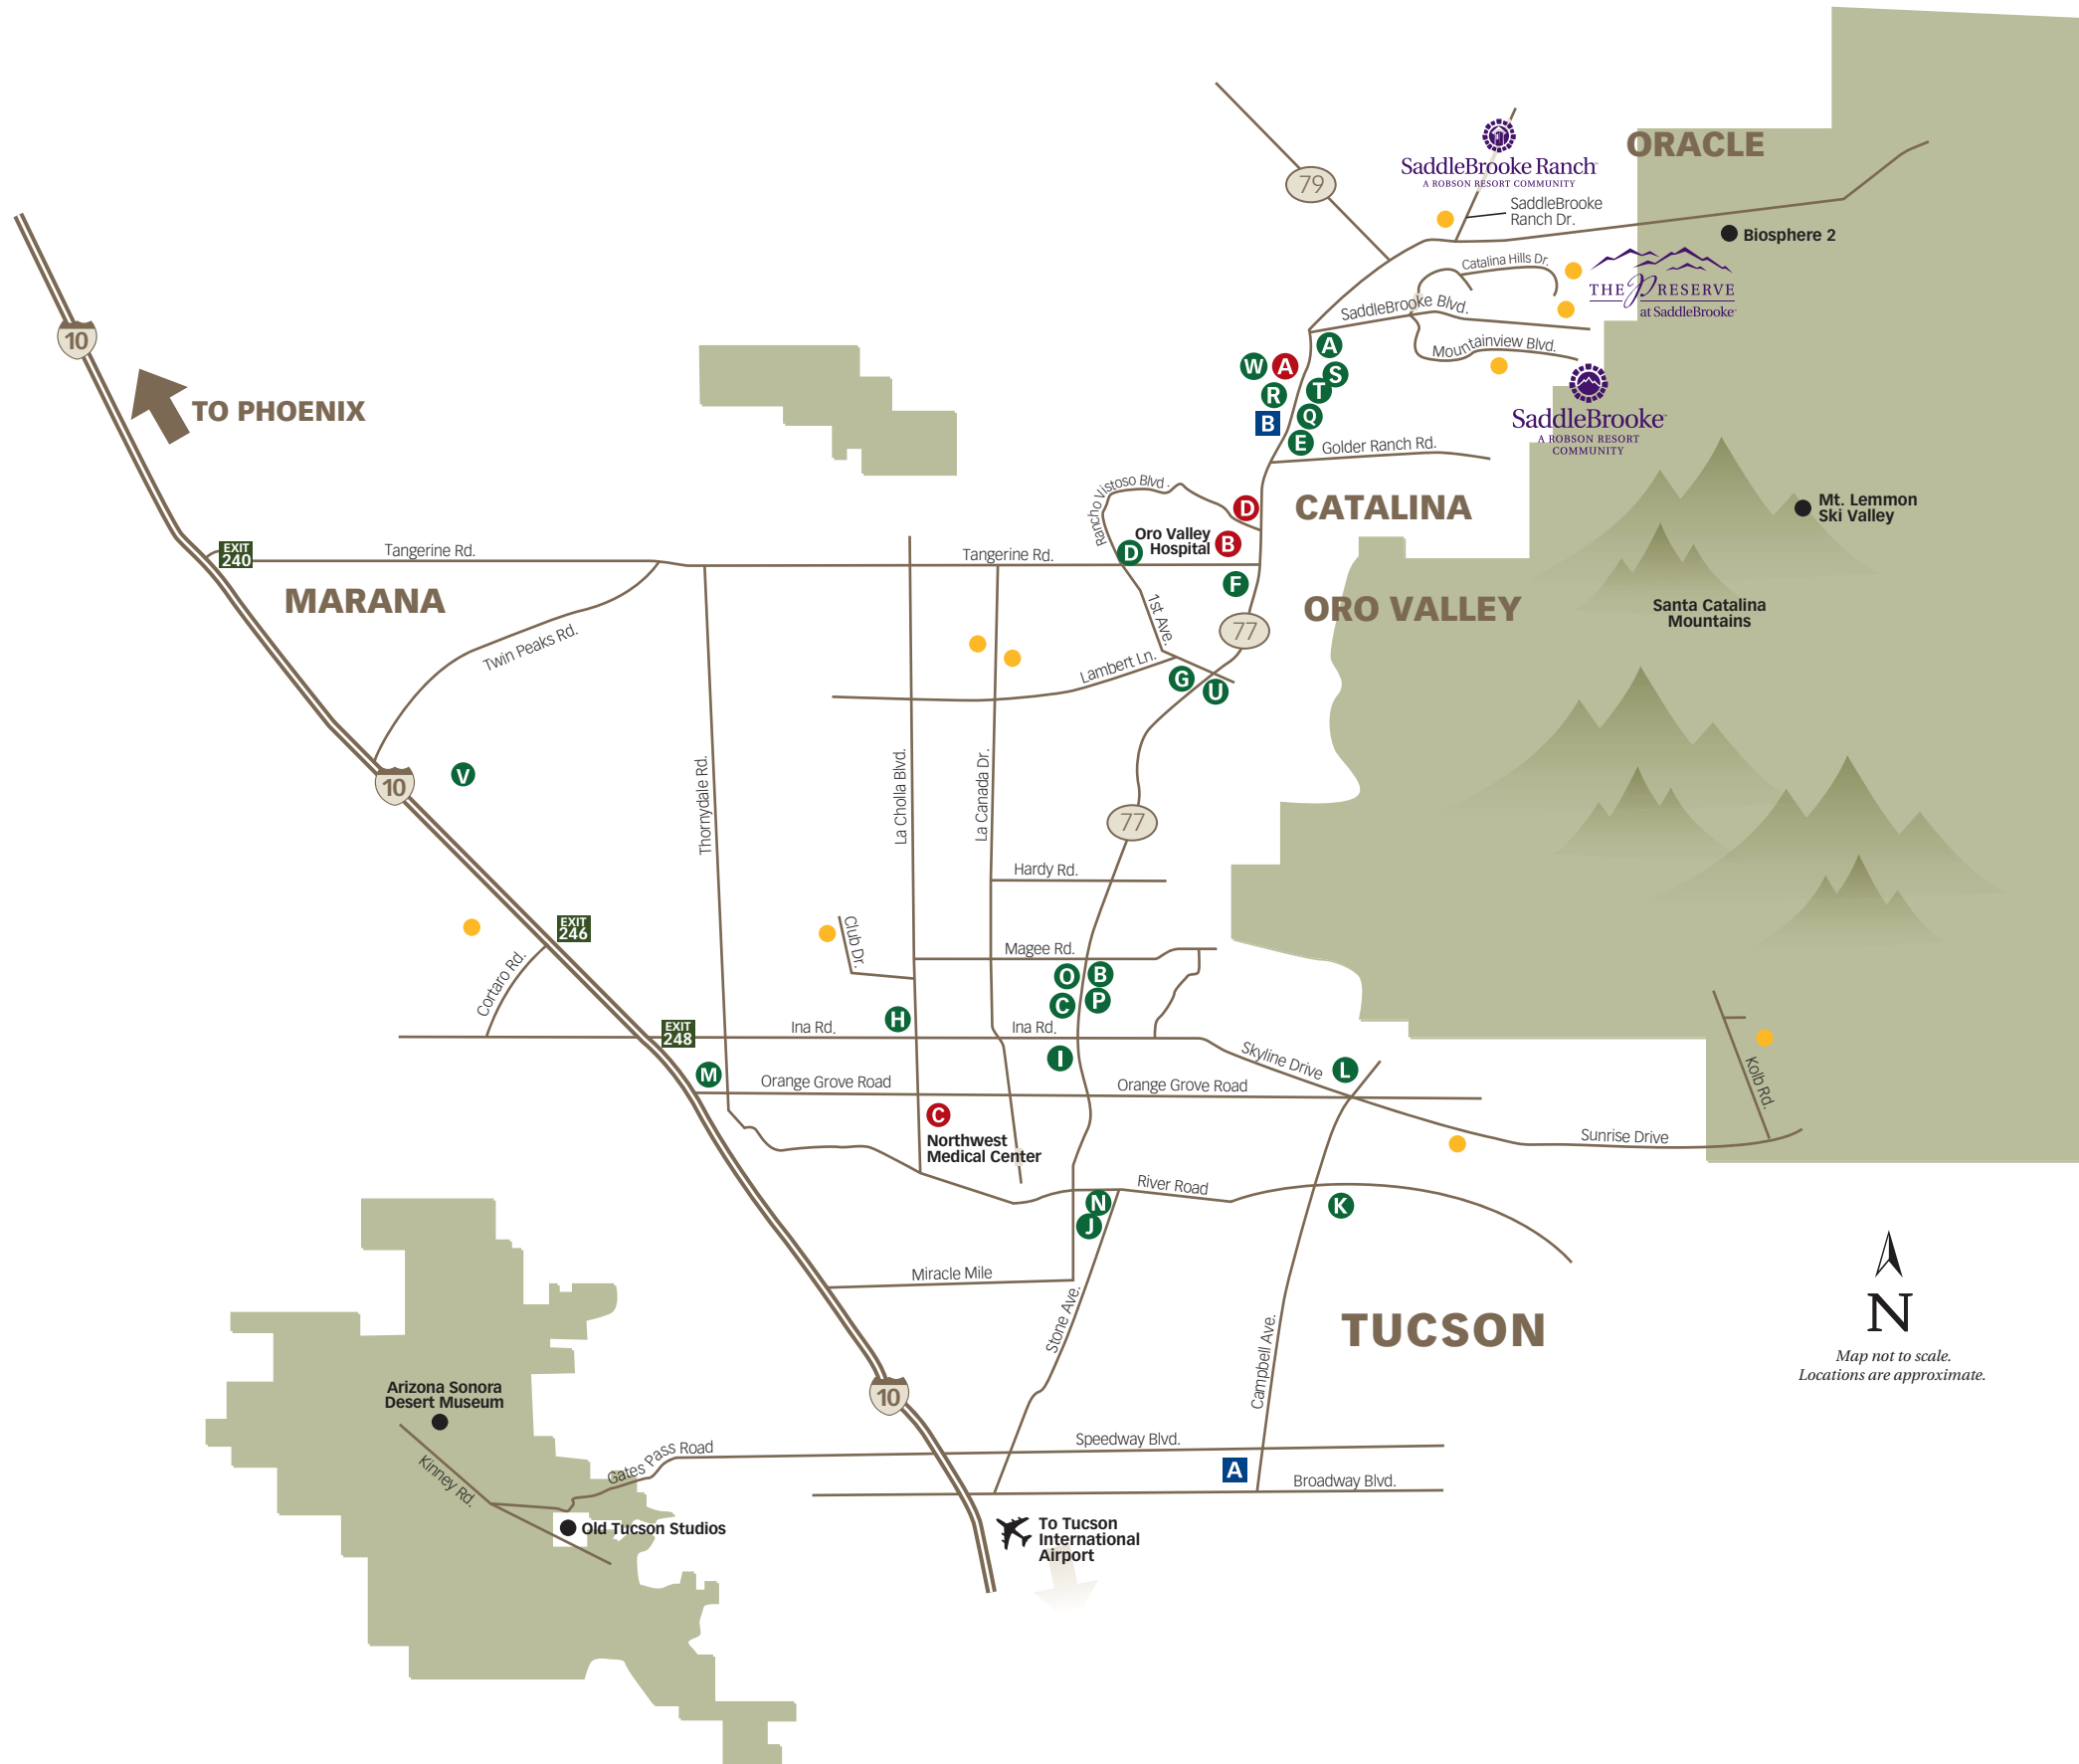 ORACLE
79
SaddleBrooke Ranch
A ROBSON RESORT COMMUNITY
SaddleBrooke
Ranch Dr.
Biosphere 2
Catalina Hills Dr.
THE PRESERVE
at SaddleBrooke
SaddleBrooke Blvd.
10
A
Mountainview Blvd.
W
A
S
T
R
TO PHOENIX
Q
B
SaddleBrooke
A ROBSON RESORT
COMMUNITY
E
Golder Ranch Rd.
Rancho Vistoso Blvd.
D
CATALINA
Mt. Lemmon
Ski Valley
Oro Valley
Hospital
B
D
EXIT
240
Tangerine Rd.
Tangerine Rd.
F
MARANA
1st Ave.
ORO VALLEY
Santa Catalina
Mountains
77
Twin Peaks Rd.
Lambert Ln.
G
U
V
10
Thornydale Rd.
La Cholla Blvd.
La Canada Dr.
77
Hardy Rd.
EXIT
246
Club Dr.
Magee Rd.
Cortaro Rd.
O
B
C
P
H
EXIT
248
Ina Rd.
Ina Rd.
I
Skyline Drive
L
Kolb Rd.
M
Orange Grove Road
Orange Grove Road
C
Northwest
Medical Center
Sunrise Drive
River Road
N
K
J
Miracle Mile
Stone Ave.
TUCSON
Campbell Ave.
N
Map not to scale.
Locations are approximate.
Arizona Sonora
Desert Museum
10
Kinney Rd.
Gates Pass Road
Speedway Blvd.
A
Broadway Blvd.
Old Tucson Studios
To Tucson
International
Airport